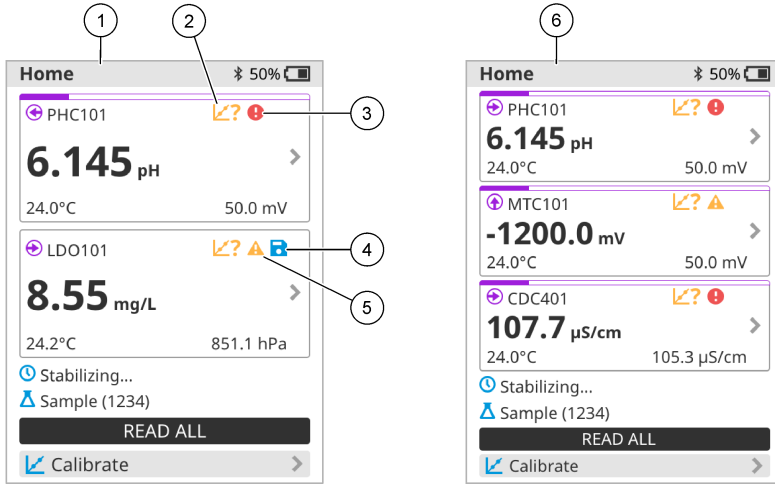 1
2
3
4
5
6
Home
50%
PHC101
?
6.145 pH
24.0°C 50.0 mV
LDO101
?
8.55 mg/L
24.2°C 851.1 hPa
Stabilizing...
Sample (1234)
READ ALL
Calibrate
Home
50%
PHC101
?
6.145 pH
24.0°C 50.0 mV
MTC101
?
-1200.0 mV
24.0°C 50.0 mV
CDC401
?
107.7 µS/cm
24.0°C 105.3 µS/cm
Stabilizing...
Sample (1234)
READ ALL
Calibrate